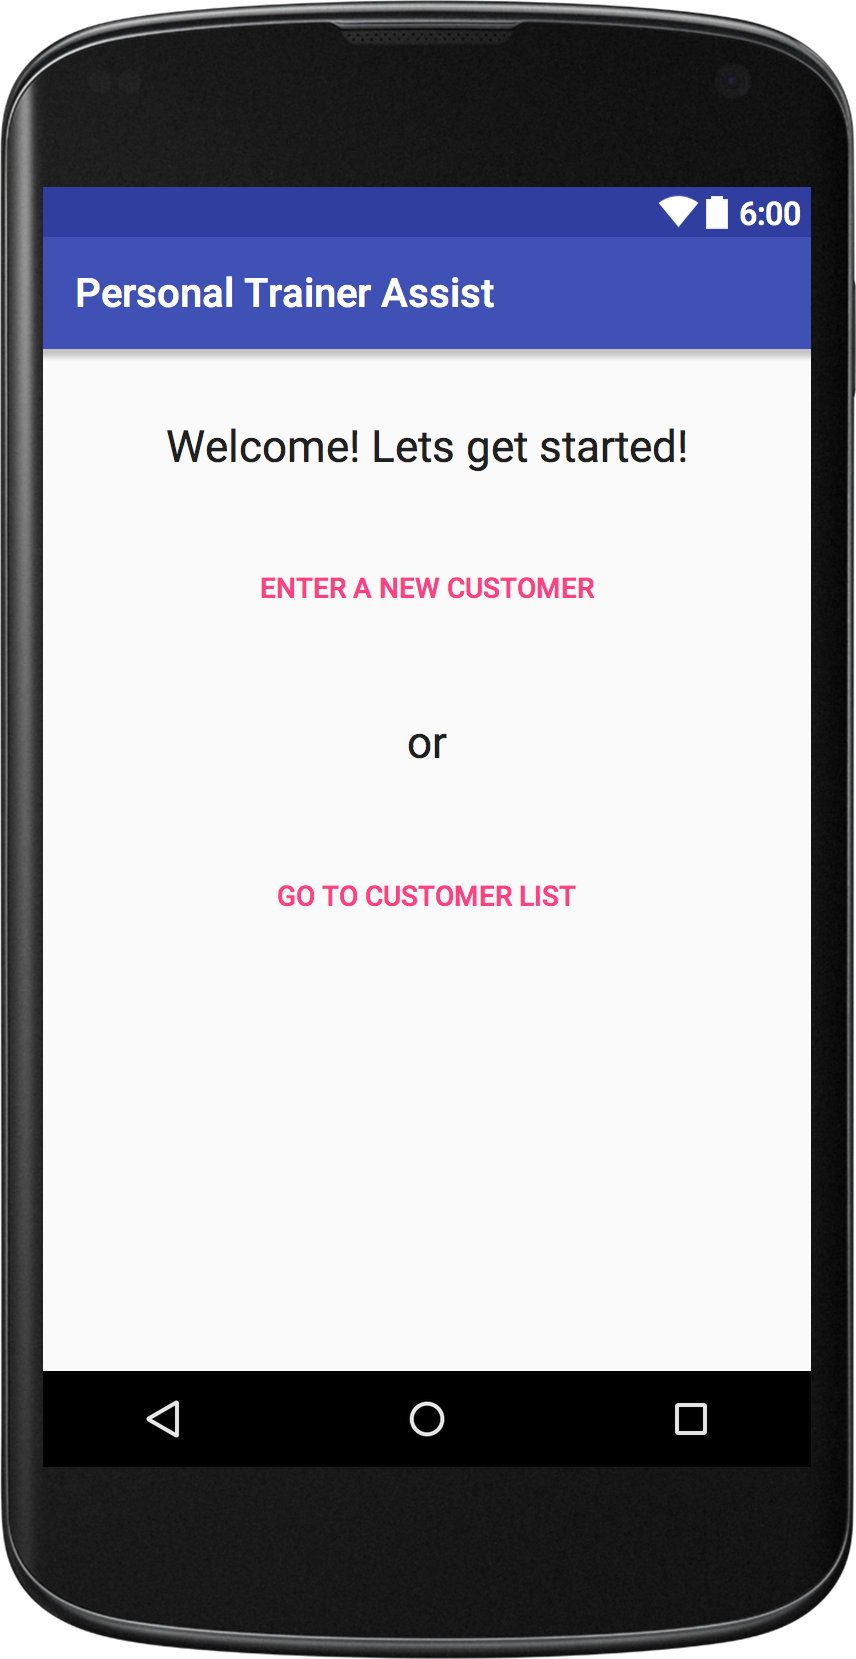 6:00
Personal Trainer Assist
Welcome! Lets get started!
ENTER A NEW CUSTOMER
or
GO TO CUSTOMER LIST